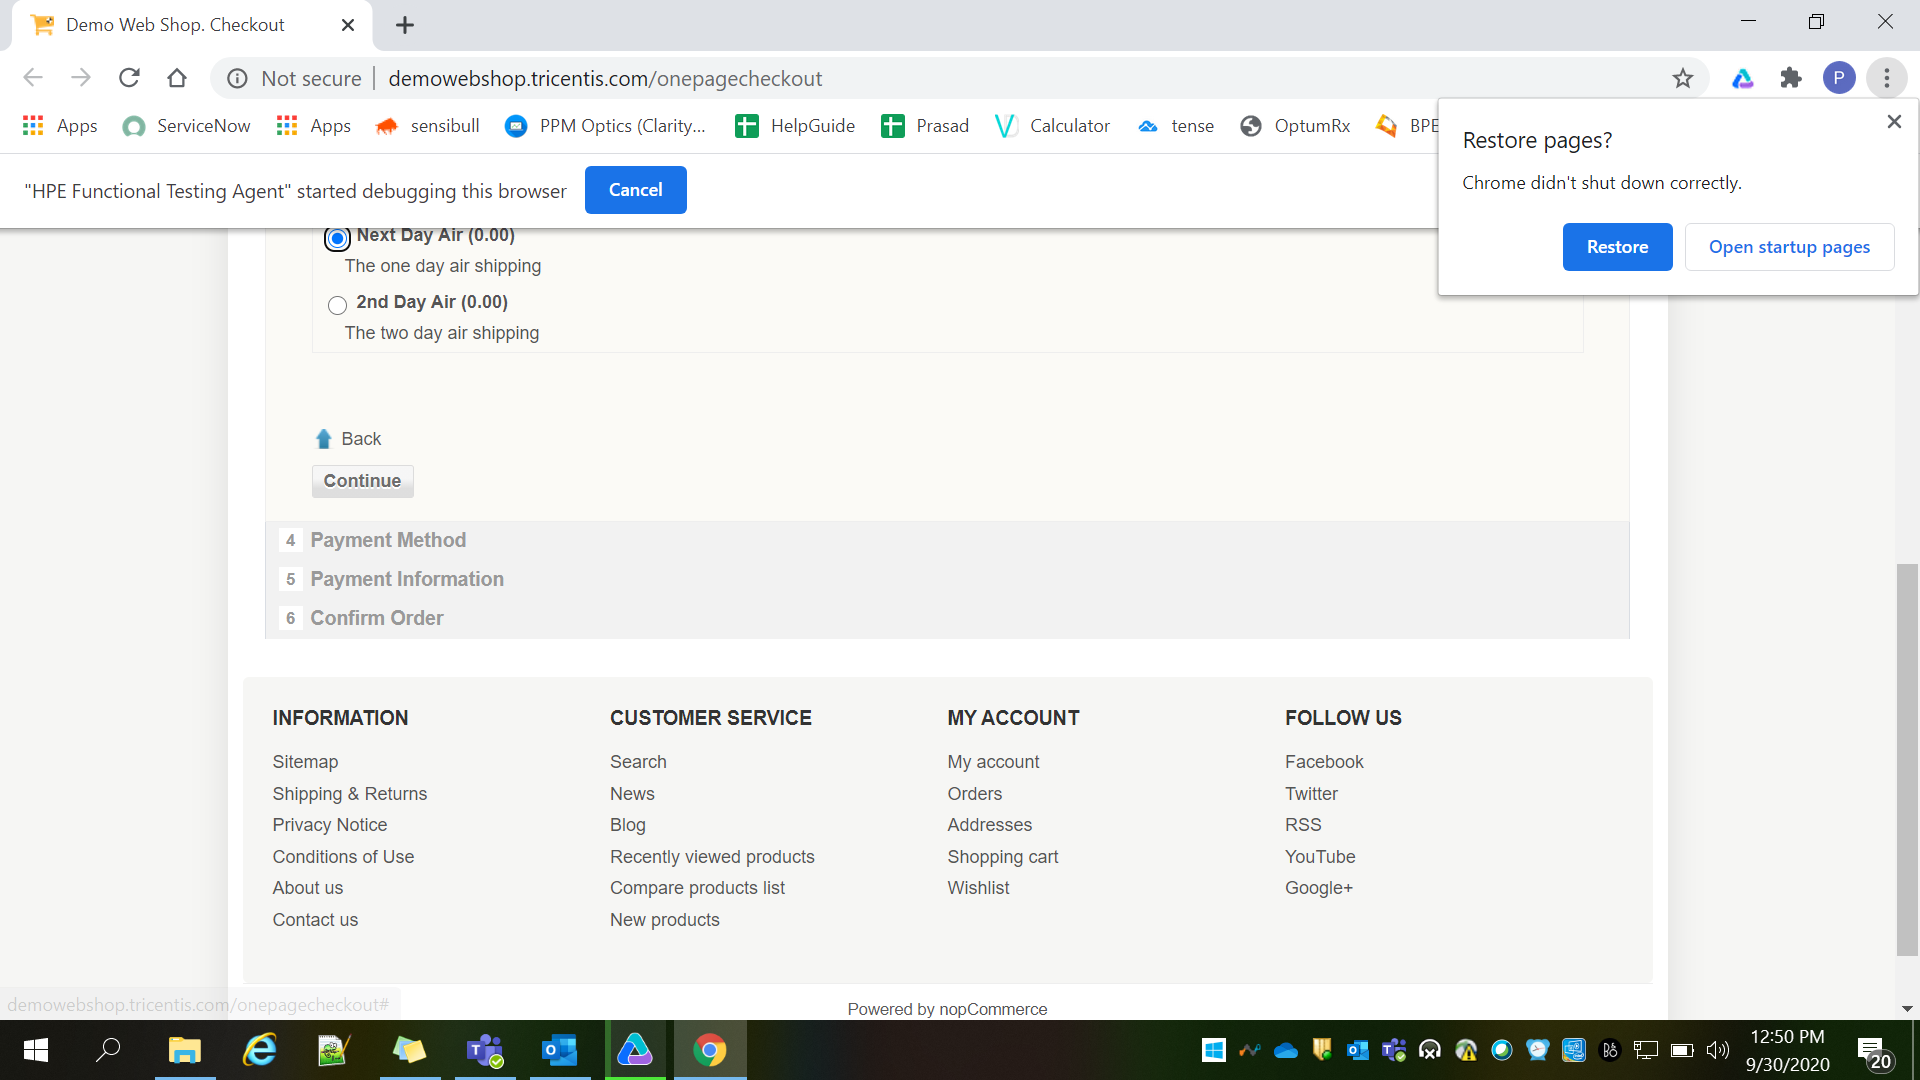 Demo Web Shop. Checkout
Not secure
demowebshop.tricentis.com/onepagecheckout
P
Apps
ServiceNow
Apps
sensibull
PPM Optics (Clarity...
HelpGuide
Prasad
Calculator
tense
OptumRx
BPE
Restore pages?
Chrome didn't shut down correctly.
Restore
Open startup pages
"HPE Functional Testing Agent" started debugging this browser
Cancel
Next Day Air (0.00)
The one day air shipping
2nd Day Air (0.00)
The two day air shipping
Back
Continue
4 Payment Method
5 Payment Information
6 Confirm Order
INFORMATION
Sitemap
Shipping & Returns
Privacy Notice
Conditions of Use
About us
Contact us
CUSTOMER SERVICE
Search
News
Blog
Recently viewed products
Compare products list
New products
MY ACCOUNT
My account
Orders
Addresses
Shopping cart
Wishlist
FOLLOW US
Facebook
Twitter
RSS
YouTube
Google+
demowebshop.tricentis.com/onepagecheckout#
Powered by nopCommerce
12:50 PM
9/30/2020
20